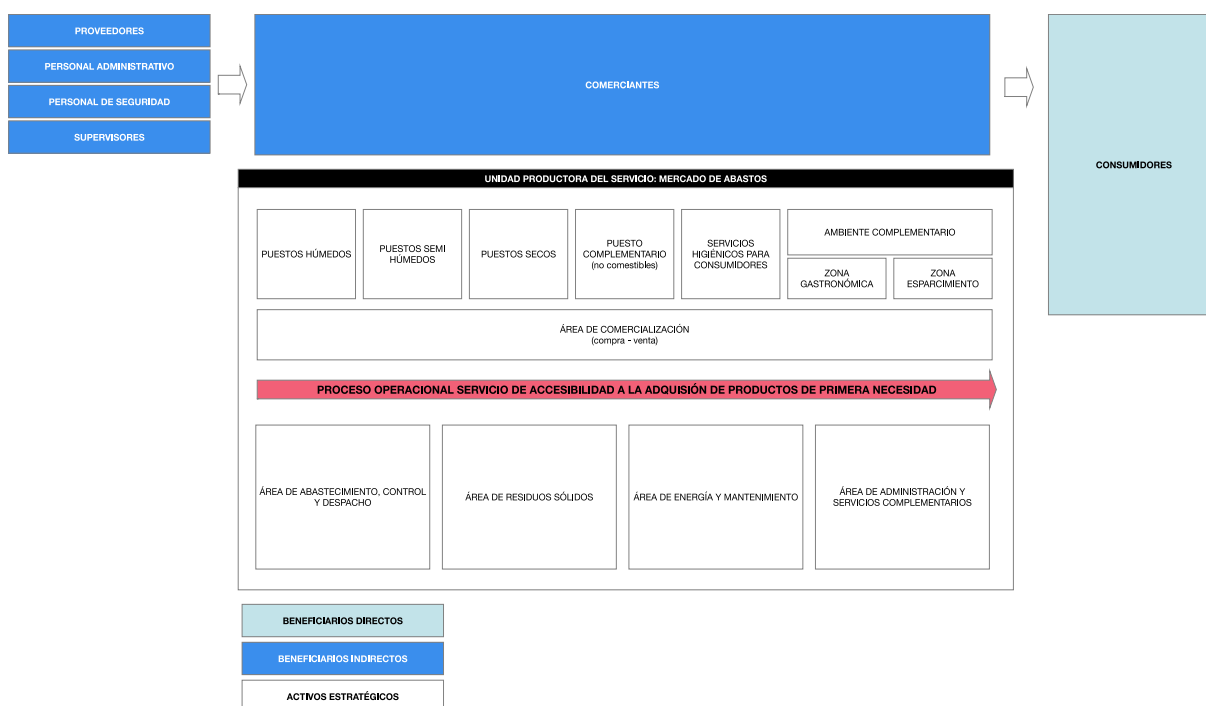 PROVEEDORES
PERSONAL ADMINISTRATIVO
PERSONAL DE SEGURIDAD
SUPERVISORES
COMERCIANTES
CONSUMIDORES
UNIDAD PRODUCTORA DEL SERVICIO: MERCADO DE ABASTOS
PUESTOS HÚMEDOS
PUESTOS SEMI
HÚMEDOS
PUESTOS SECOS
PUESTO
COMPLEMENTARIO
(no comestibles)
SERVICIOS
HIGIÉNICOS PARA
CONSUMIDORES
AMBIENTE COMPLEMENTARIO
ZONA
GASTRONÓMICA
ZONA
ESPARCIMIENTO
ÁREA DE COMERCIALIZACIÓN
(compra - venta)
PROCESO OPERACIONAL SERVICIO DE ACCESIBILIDAD A LA ADQUISIÓN DE PRODUCTOS DE PRIMERA NECESIDAD
ÁREA DE ABASTECIMIENTO, CONTROL
Y DESPACHO
ÁREA DE RESIDUOS SÓLIDOS
ÁREA DE ENERGÍA Y MANTENIMIENTO
ÁREA DE ADMINISTRACIÓN Y
SERVICIOS COMPLEMENTARIOS
BENEFICIARIOS DIRECTOS
BENEFICIARIOS INDIRECTOS
ACTIVOS ESTRATÉGICOS